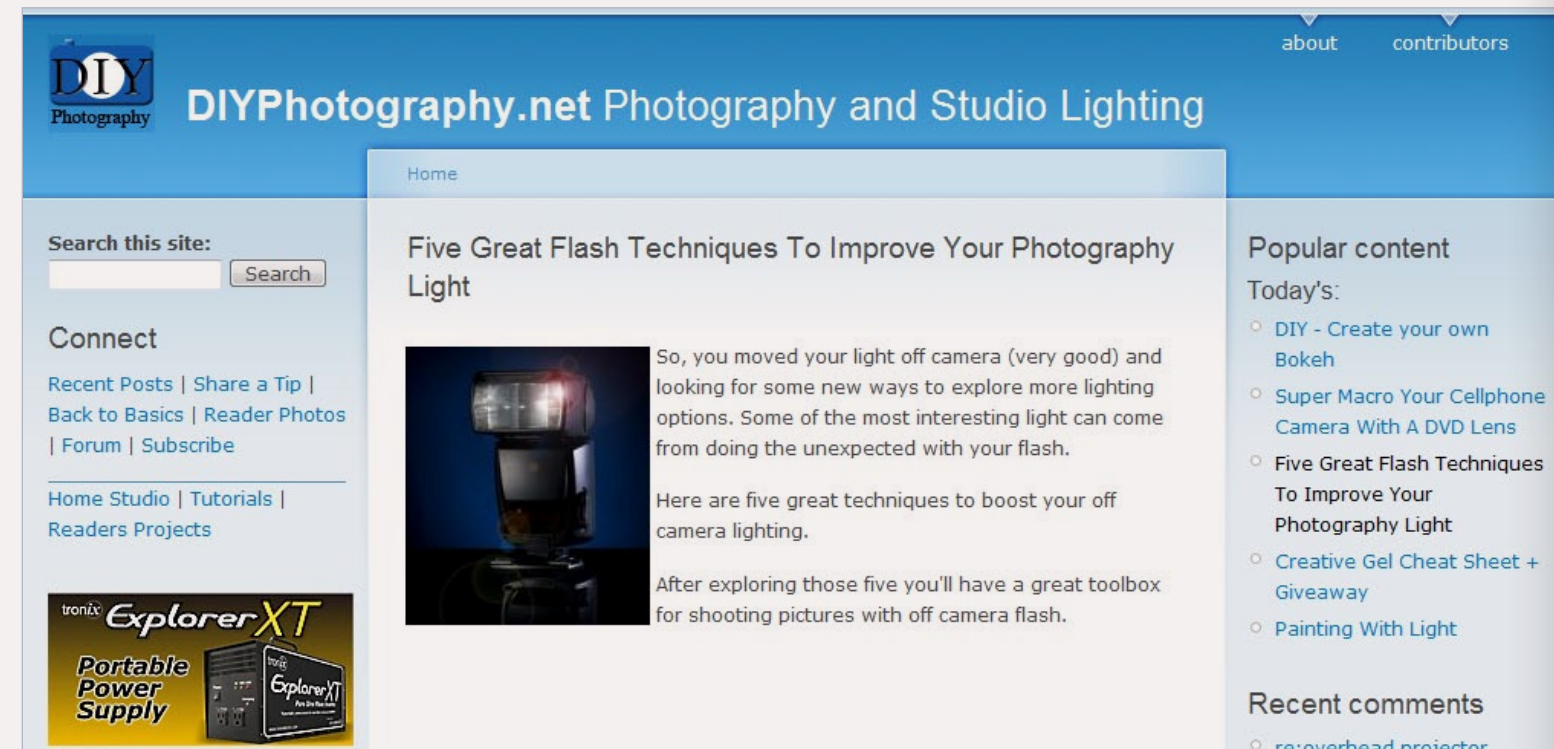 about contributors
DIY
Photography
DIYPhotography.net Photography and Studio Lighting
Home
Search this site:
Search
Connect
Recent Posts | Share a Tip |
Back to Basics | Reader Photos
| Forum | Subscribe
Home Studio | Tutorials |
Readers Projects
tronix ExplorerXT
Portable
Power
Supply
tronix
ExplorerXT
Five Great Flash Techniques To Improve Your Photography
Light
So, you moved your light off camera (very good) and
looking for some new ways to explore more lighting
options. Some of the most interesting light can come
from doing the unexpected with your flash.
Here are five great techniques to boost your off
camera lighting.
After exploring those five you'll have a great toolbox
for shooting pictures with off camera flash.
Popular content
Today's:
DIY - Create your own
Bokeh
Super Macro Your Cellphone
Camera With A DVD Lens
Five Great Flash Techniques
To Improve Your
Photography Light
Creative Gel Cheat Sheet +
Giveaway
Painting With Light
Recent comments
re:overhead projector